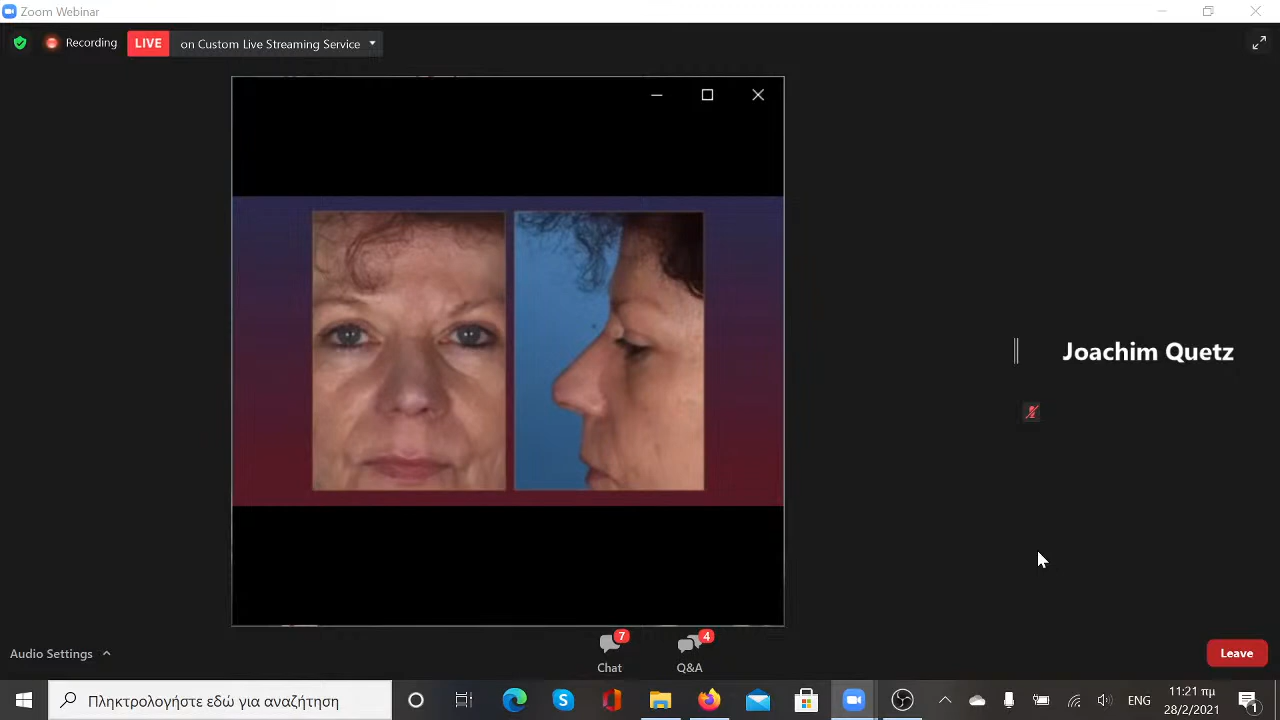 Zoom Webinar
Recording
LIVE
on Custom Live Streaming Service
Joachim Quetz
Audio Settings
7
Chat
4
Q&A
Leave
Πληκτρολογήστε εδώ για αναζήτηση
ENG
11:21 πμ
28/2/2021
1